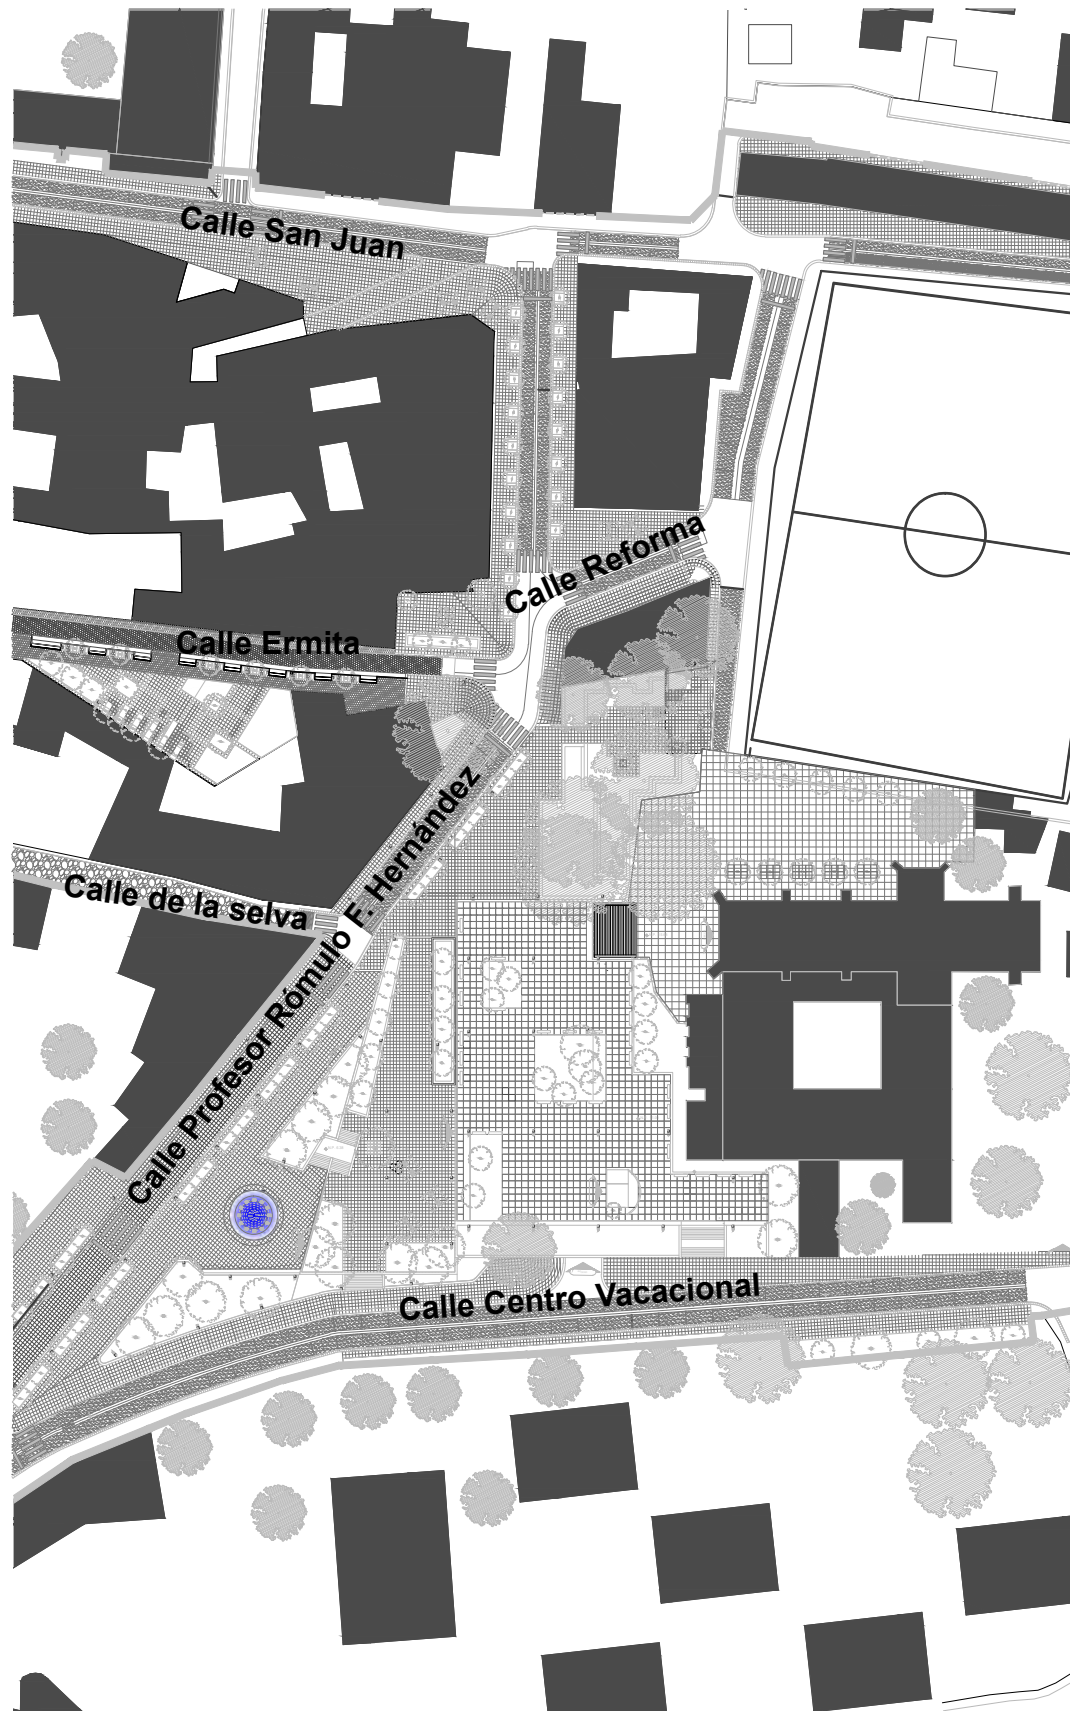 Calle San Juan
Calle Reforma
Calle Ermita
Calle Profesor Rómulo F. Hernández
Calle de la selva
Calle Centro Vacacional